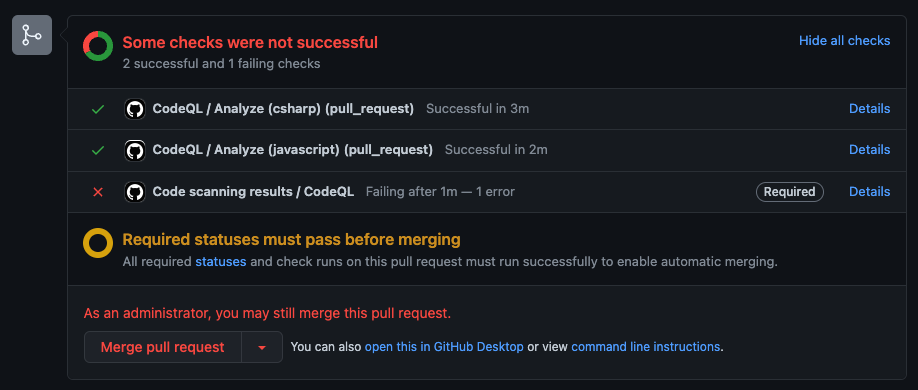 Some checks were not successful
Hide all checks
2 successful and 1 failing checks
CodeQL / Analyze (csharp) (pull_request) Successful in 3m Details
CodeQL / Analyze (javascript) (pull_request) Successful in 2m Details
Code scanning results / CodeQL Failing after 1m — 1 error Required Details
Required statuses must pass before merging
All required statuses and check runs on this pull request must run successfully to enable automatic merging.
As an administrator, you may still merge this pull request.
Merge pull request You can also open this in GitHub Desktop or view command line instructions.